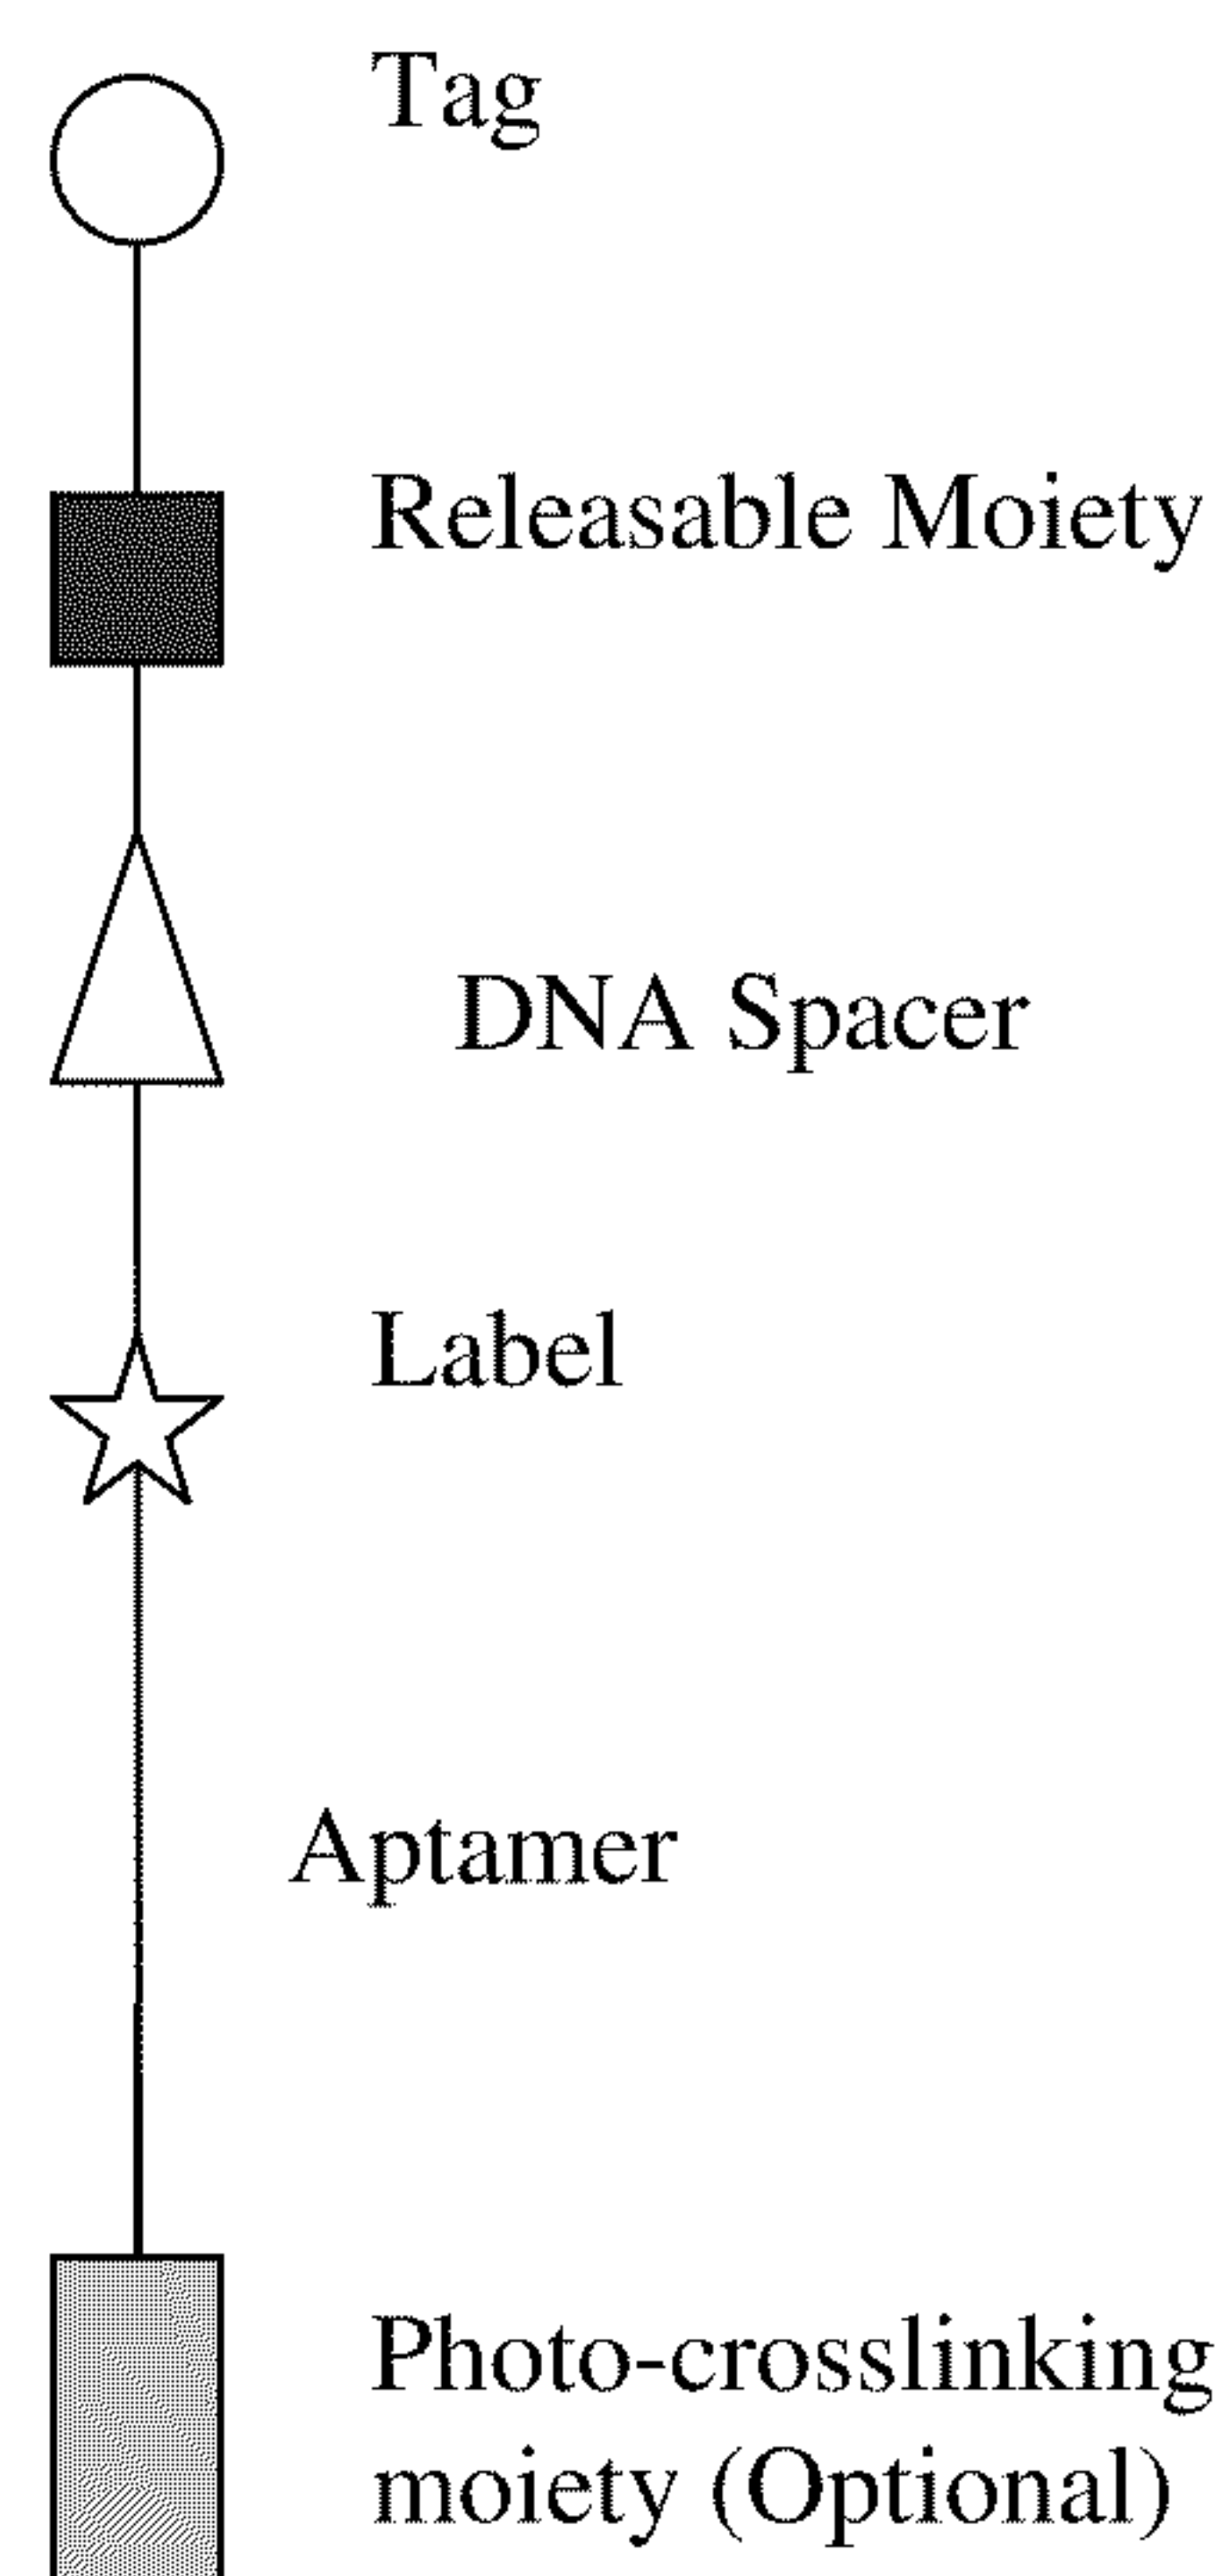 Tag
Releasable Moiety
DNA Spacer
Label
Aptamer
Photo-crosslinking
moiety (Optional)